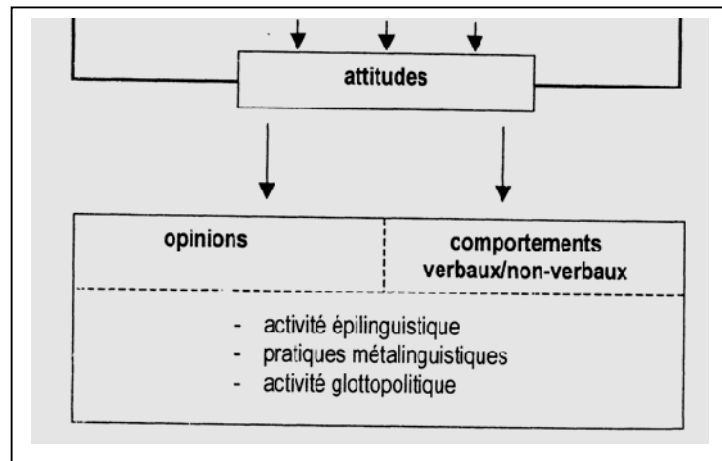 attitudes
opinions
comportements
verbaux/non-verbaux
- activité épilinguistique
- pratiques métalinguistiques
- activité glottopolitique